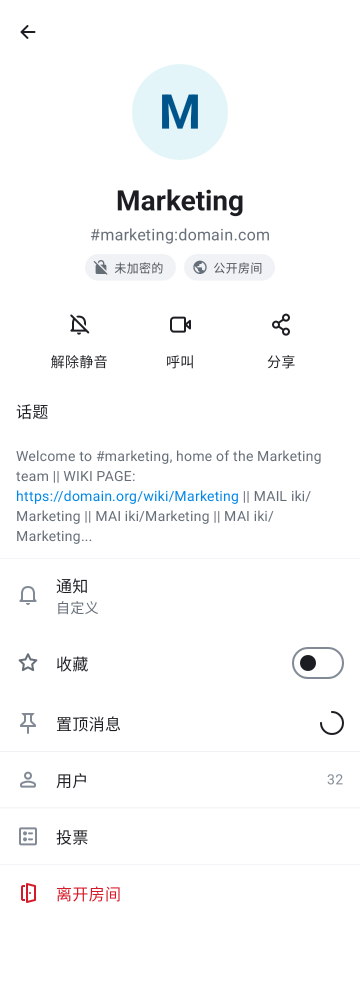 M
Marketing
#marketing:domain.com
未加密的
公开房间
解除静音
呼叫
分享
话题
Welcome to #marketing, home of the Marketing
team || WIKI PAGE:
https://domain.org/wiki/Marketing || MAIL iki/
Marketing || MAI iki/Marketing || MAI iki/
Marketing...
通知
自定义
收藏
置顶消息
用户 32
投票
离开房间